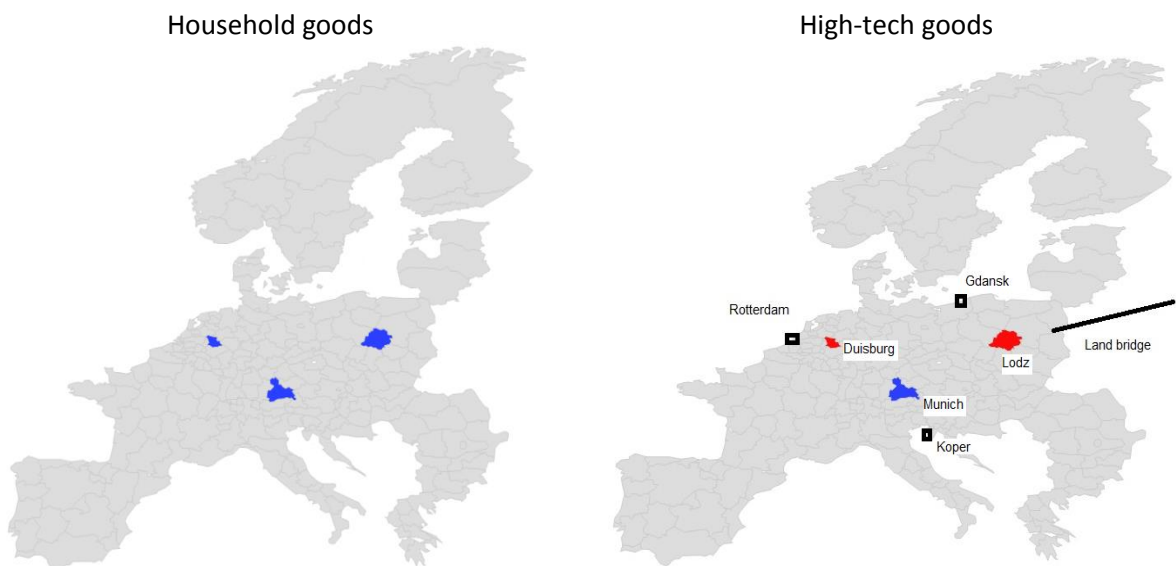 Household goods
High-tech goods
Gdansk
Rotterdam
Land bridge
Duisburg
Lodz
Munich
Koper